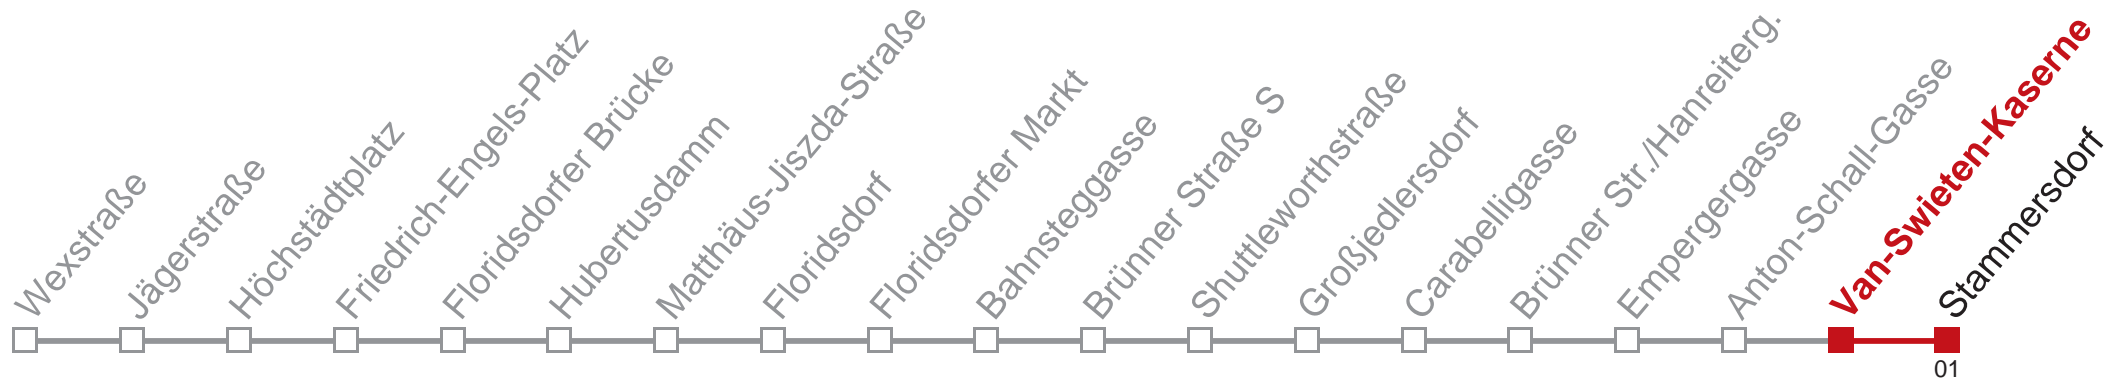 Wexstraße
Jägerstraße
Höchstädtplatz
Friedrich-Engels-Platz
Floridsdorfer Brücke
Hubertusdamm
Matthäus-Jiszda-Straße
Floridsdorf
Floridsdorfer Markt
Bahnsteggasse
Brünner Straße S
Shuttleworthstraße
Großjedlersdorf
Carabelligasse
Brünner Str./Hanreiterg.
Empergergasse
Anton-Schall-Gasse
Van-Swieten-Kaserne
Stammersdorf
01